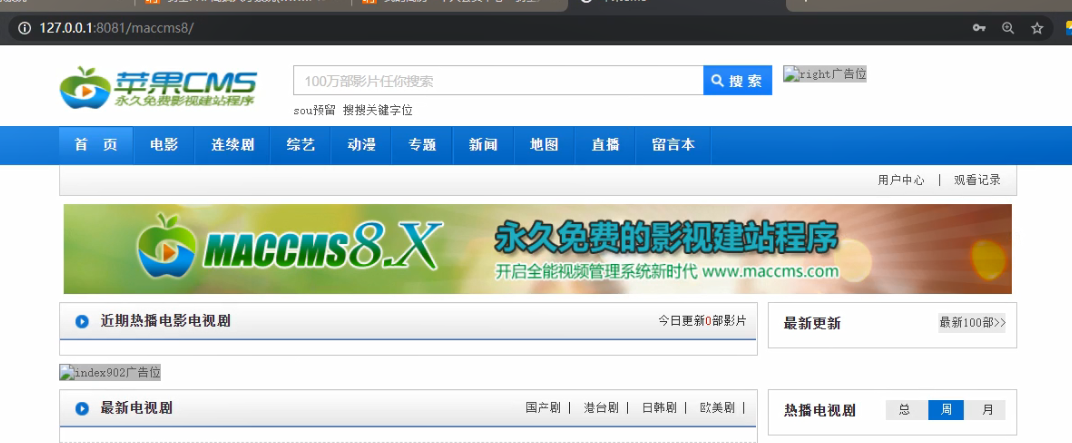 127.0.0.1:8081/maccms8/
苹果CMS
永久免费影视建站程序
100万部影片任你搜索
搜 索
right广告位
sou预留 搜搜关键字位
首 页 电影 连续剧 综艺 动漫 专题 新闻 地图 直播 留言本
用户中心 | 观看记录
MACCMS8.X
永久免费的影视建站程序
开启全能视频管理系统新时代 www.maccms.com
近期热播电影电视剧
今日更新0部影片
最新更新
最新100部>>
index902广告位
最新电视剧
国产剧 | 港台剧 | 日韩剧 | 欧美剧 |
热播电视剧
总 周 月